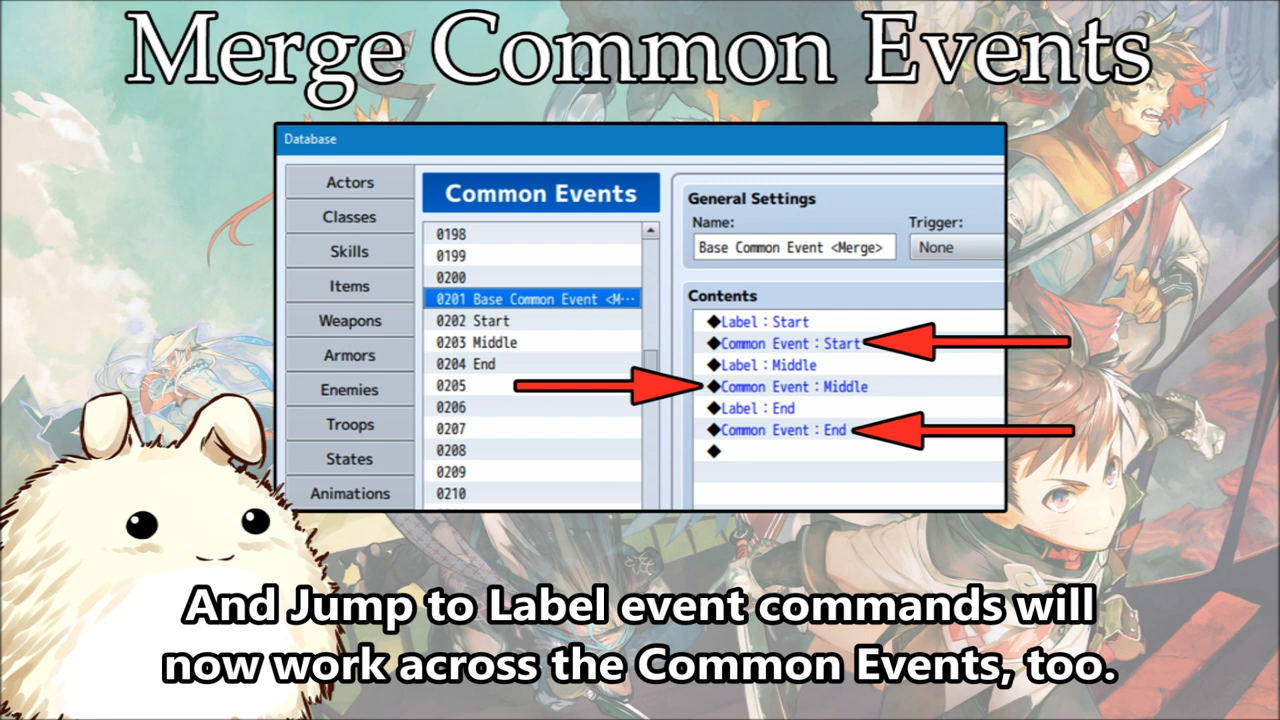 Merge Common Events
Database
Actors
Classes
Skills
Items
Weapons
Armors
Enemies
Troops
States
Animations
Common Events
0198
0199
0200
0201 Base Common Event <M…
0202 Start
0203 Middle
0204 End
0205
0206
0207
0208
0209
0210
General Settings
Name:
Trigger:
Base Common Event <Merge>
None
Contents
◆Label：Start
◆Common Event：Start
◆Label：Middle
◆Common Event：Middle
◆Label：End
◆Common Event：End
◆
And Jump to Label event commands will
now work across the Common Events, too.